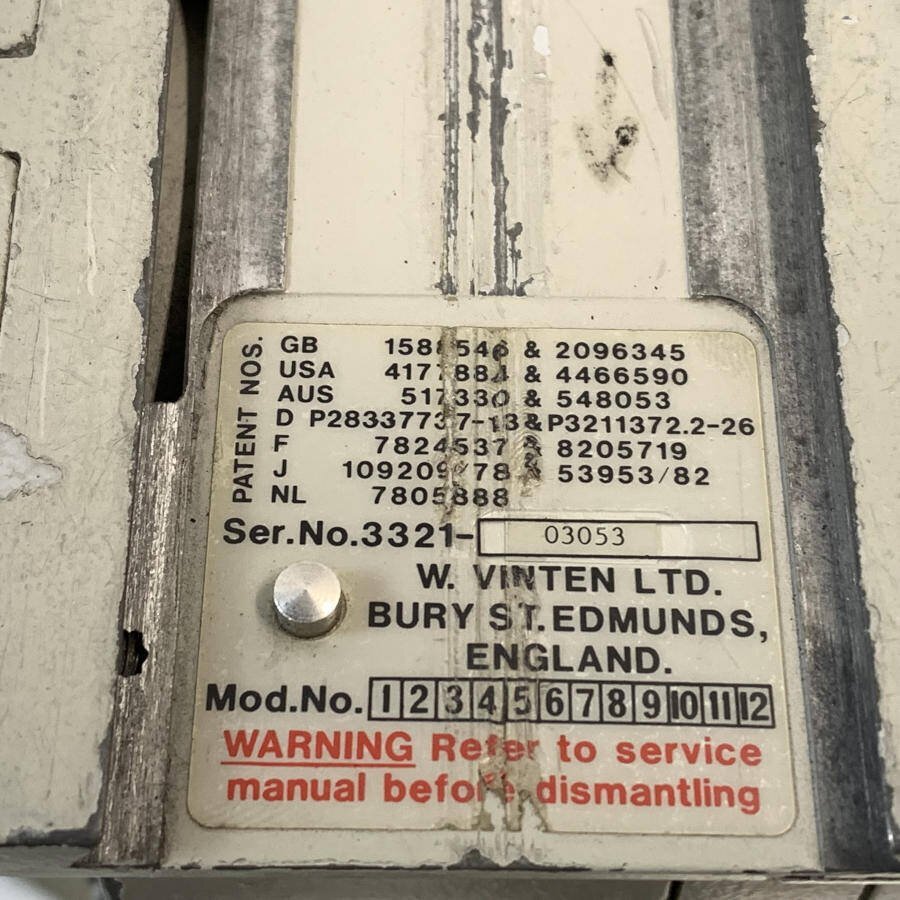 PATENT NOS.
GB 1588546 & 2096345
USA 4177884 & 4466590
AUS 517330 & 548053
D P2833773.7-13&P3211372.2-26
F 7824537 & 8205719
J 109209/78 & 53953/82
NL 7805888
Ser.No.3321- 03053
W. VINTEN LTD.
BURY ST.EDMUNDS,
ENGLAND.
Mod.No. 1 2 3 4 5 6 7 8 9 10 11 12
WARNING Refer to service
manual before dismantling